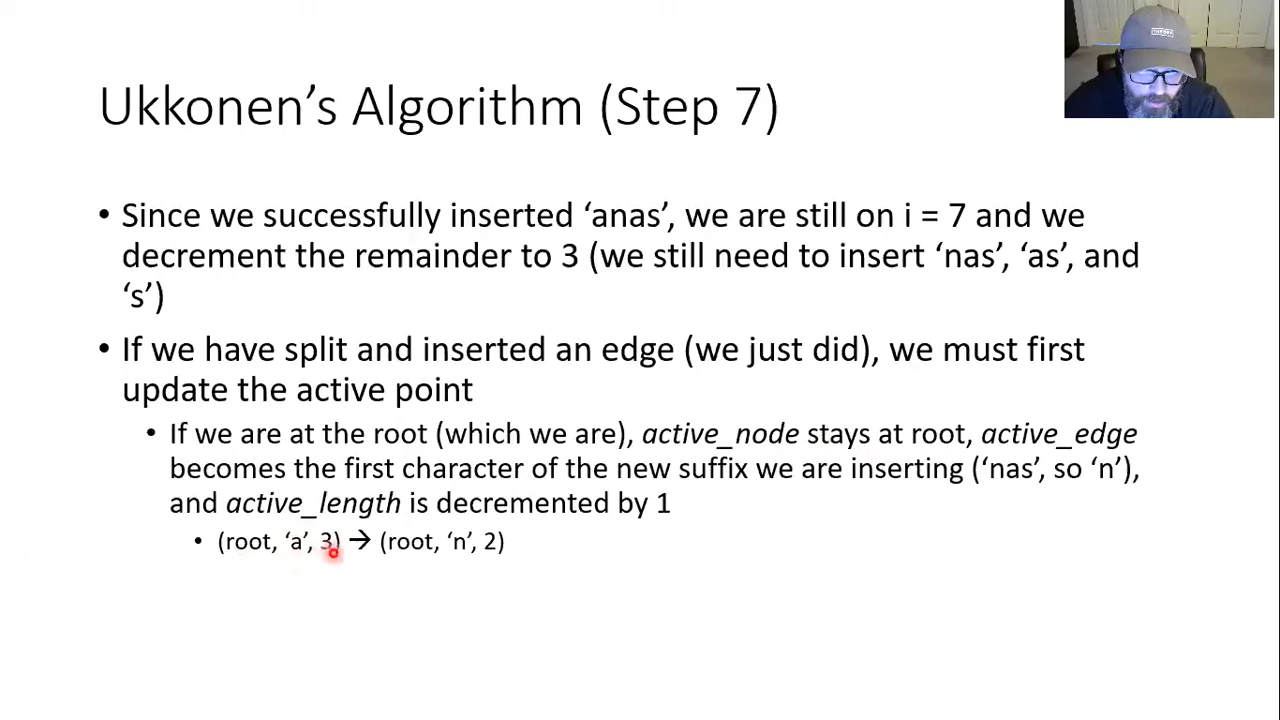 Ukkonen’s Algorithm (Step 7)
• Since we successfully inserted ‘anas’, we are still on i = 7 and we
decrement the remainder to 3 (we still need to insert ‘nas’, ‘as’, and
‘s’)
• If we have split and inserted an edge (we just did), we must first
update the active point
• If we are at the root (which we are), active_node stays at root, active_edge
becomes the first character of the new suffix we are inserting (‘nas’, so ‘n’),
and active_length is decremented by 1
• (root, ‘a’, 3) → (root, ‘n’, 2)